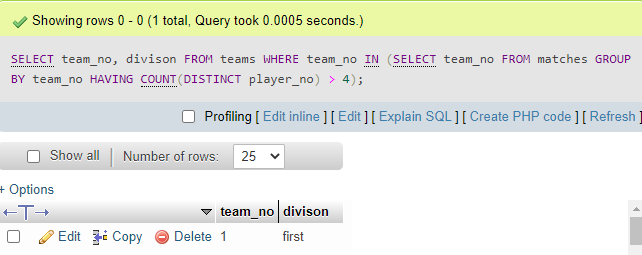 Showing rows 0 - 0 (1 total, Query took 0.0005 seconds.)
SELECT team_no, divison FROM teams WHERE team_no IN (SELECT team_no FROM matches GROUP
BY team_no HAVING COUNT(DISTINCT player_no) > 4);
Profiling [ Edit inline ] [ Edit ] [ Explain SQL ] [ Create PHP code ] [ Refresh ]
Show all Number of rows: 25
+ Options
←T→ team_no divison
Edit Copy Delete 1 first